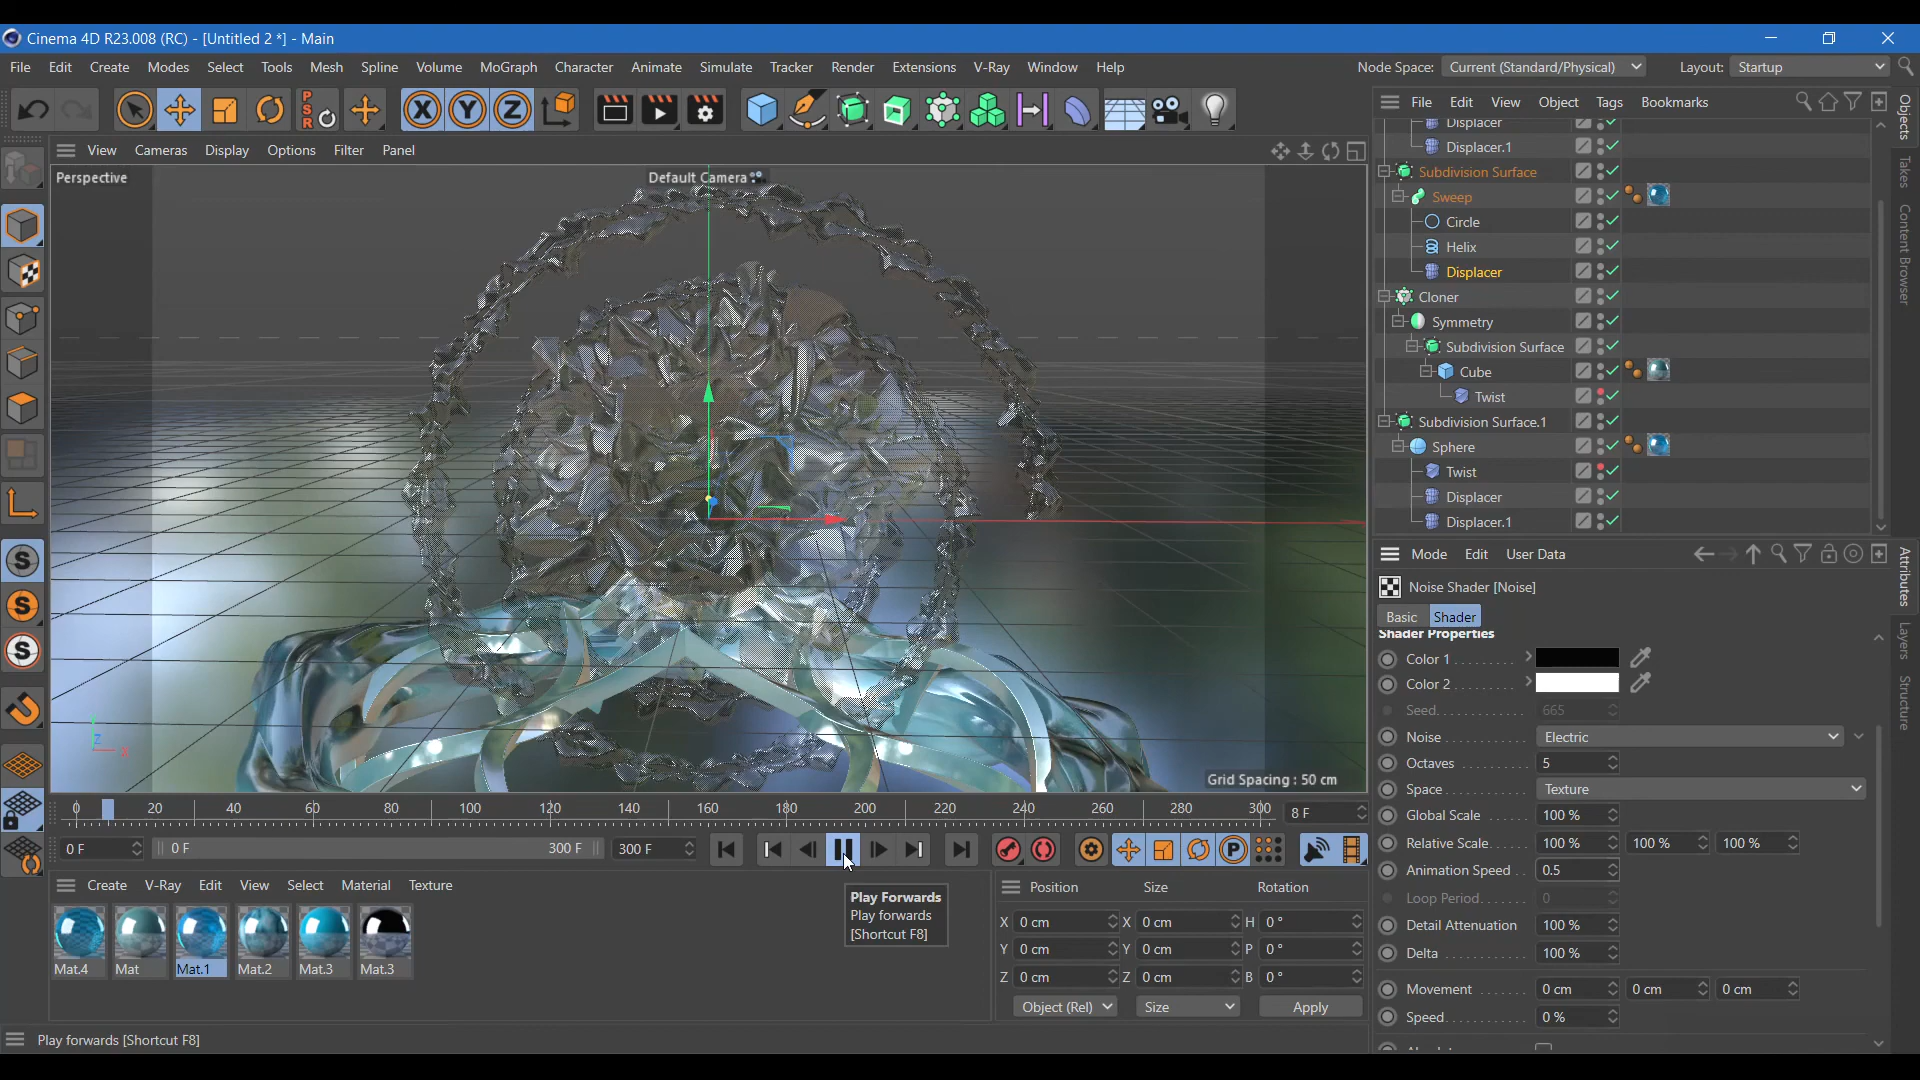 Cinema 4D R23.008 (RC) - [Untitled 2 *] - Main
File Edit Create Modes Select Tools Mesh Spline Volume MoGraph Character Animate Simulate Tracker Render Extensions V-Ray Window Help
Node Space: Current (Standard/Physical) Layout: Startup
PSR X Y Z
File Edit View Object Tags Bookmarks
View Cameras Display Options Filter Panel
Perspective
Default Camera
Displacer
Displacer.1
Subdivision Surface
Sweep
Circle
Helix
Displacer
Cloner
Symmetry
Subdivision Surface
Cube
Twist
Subdivision Surface.1
Sphere
Twist
Displacer
Displacer.1
Objects
Takes
Content Browser
Attributes
Layers
Structure
Mode Edit User Data
Noise Shader [Noise]
Basic Shader
Shader Properties
Color 1
Color 2
Seed 665
Noise Electric
Octaves 5
Space Texture
Global Scale 100 %
Relative Scale 100 % 100 % 100 %
Animation Speed 0.5
Loop Period 0
Detail Attenuation 100 %
Delta 100 %
Movement 0 cm 0 cm 0 cm
Speed 0 %
S
S
S
Z
X
Grid Spacing : 50 cm
0 20 40 60 80 100 120 140 160 180 200 220 240 260 280 300 8 F
0 F 0 F 300 F 300 F P
Create V-Ray Edit View Select Material Texture
Mat.4 Mat Mat.1 Mat.2 Mat.3 Mat.3
Play Forwards
Play forwards
[Shortcut F8]
Position Size Rotation
X 0 cm X 0 cm H 0 °
Y 0 cm Y 0 cm P 0 °
Z 0 cm Z 0 cm B 0 °
Object (Rel) Size Apply
Play forwards [Shortcut F8]